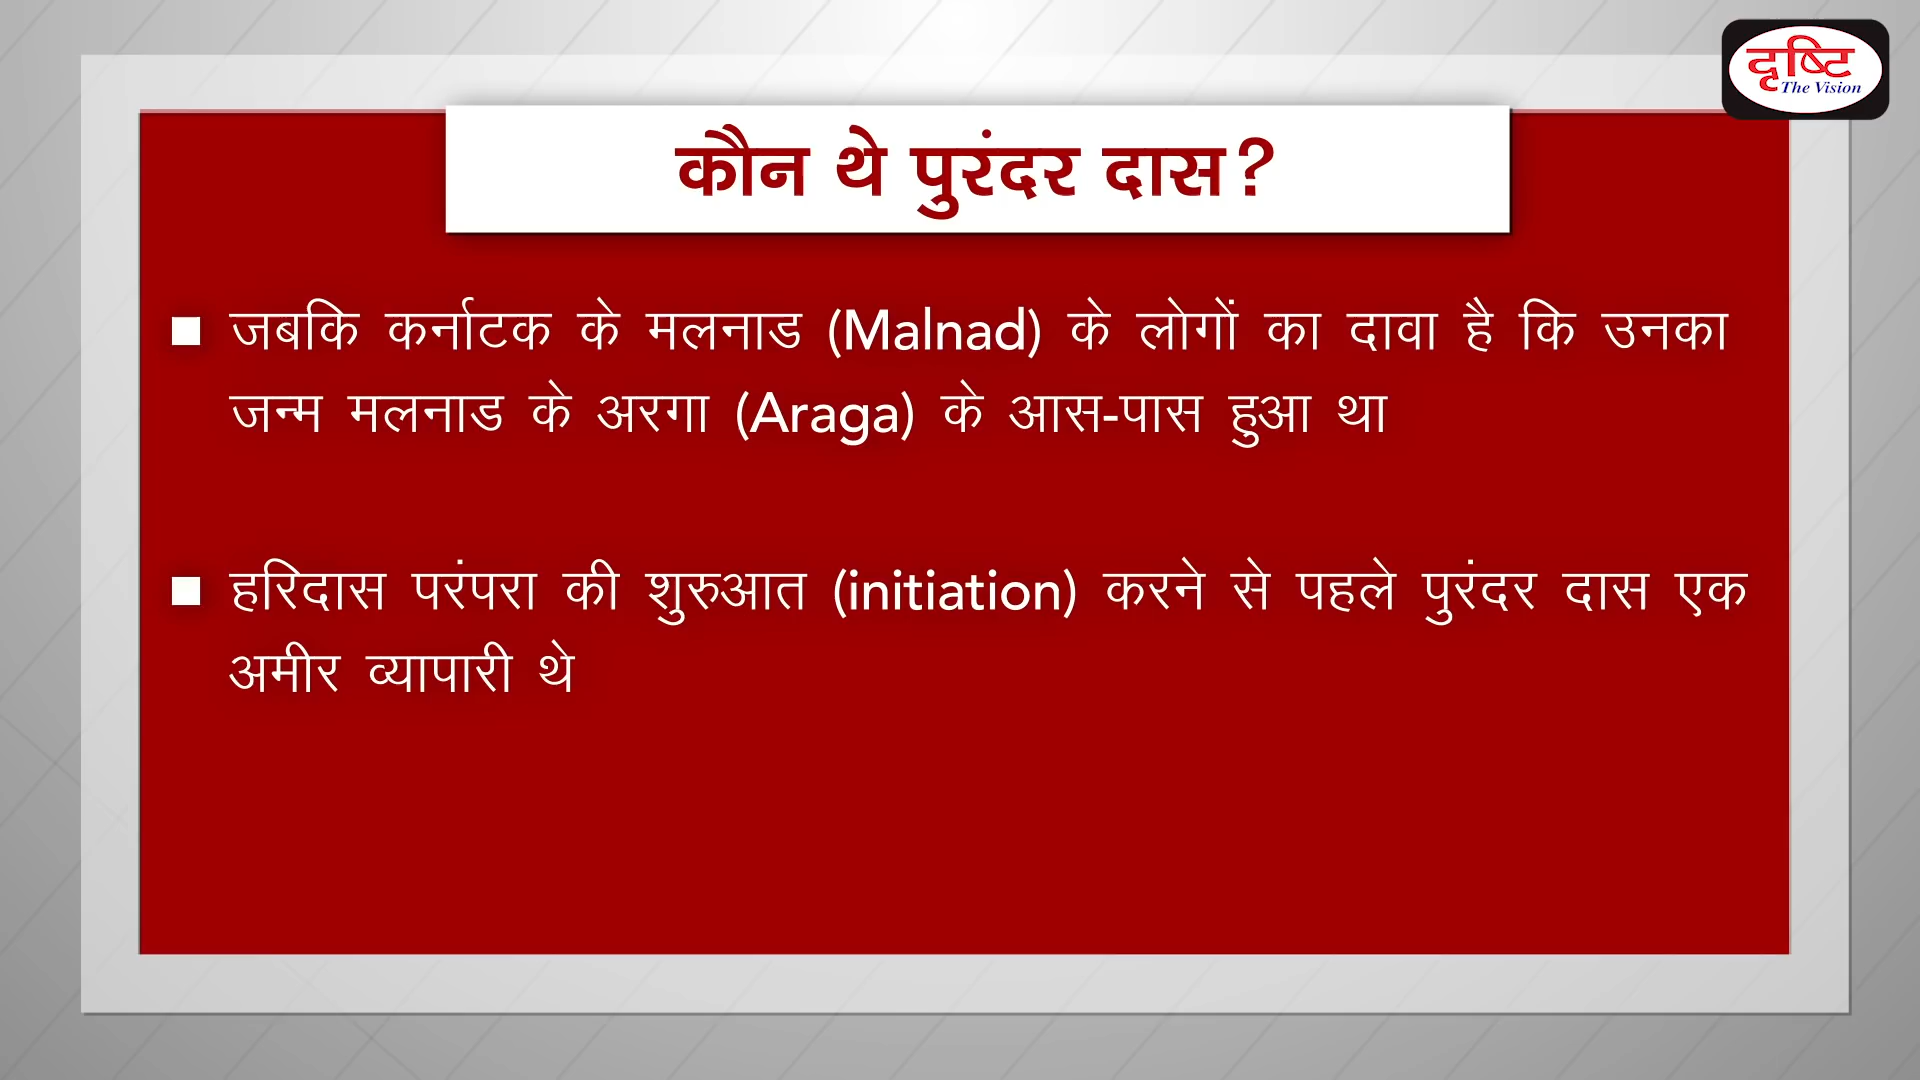 दृष्टि
The Vision
कौन थे पुरंदर दास?
■ जबकि कर्नाटक के मलनाड (Malnad) के लोगों का दावा है कि उनका
जन्म मलनाड के अरगा (Araga) के आस-पास हुआ था
■ हरिदास परंपरा की शुरुआत (initiation) करने से पहले पुरंदर दास एक
अमीर व्यापारी थे